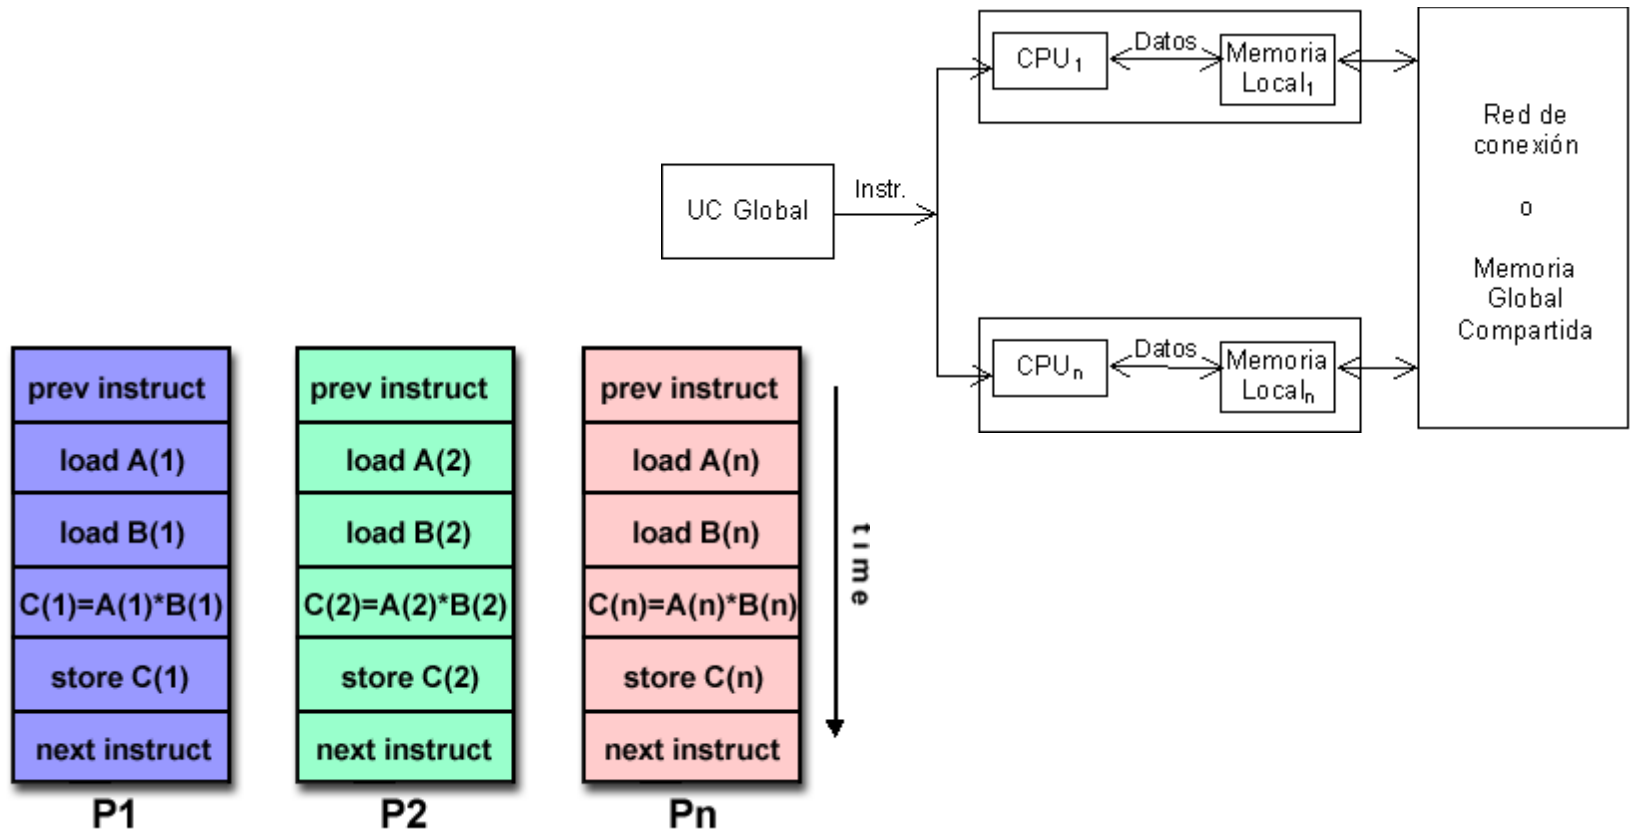 CPU1
Datos
Memoria
Local1
Red de
conexión
o
Memoria
Global
Compartida
UC Global
Instr.
CPUn
Datos
Memoria
Localn
prev instruct
load A(1)
load B(1)
C(1)=A(1)*B(1)
store C(1)
next instruct
P1
prev instruct
load A(2)
load B(2)
C(2)=A(2)*B(2)
store C(2)
next instruct
P2
prev instruct
load A(n)
load B(n)
C(n)=A(n)*B(n)
store C(n)
next instruct
Pn
time